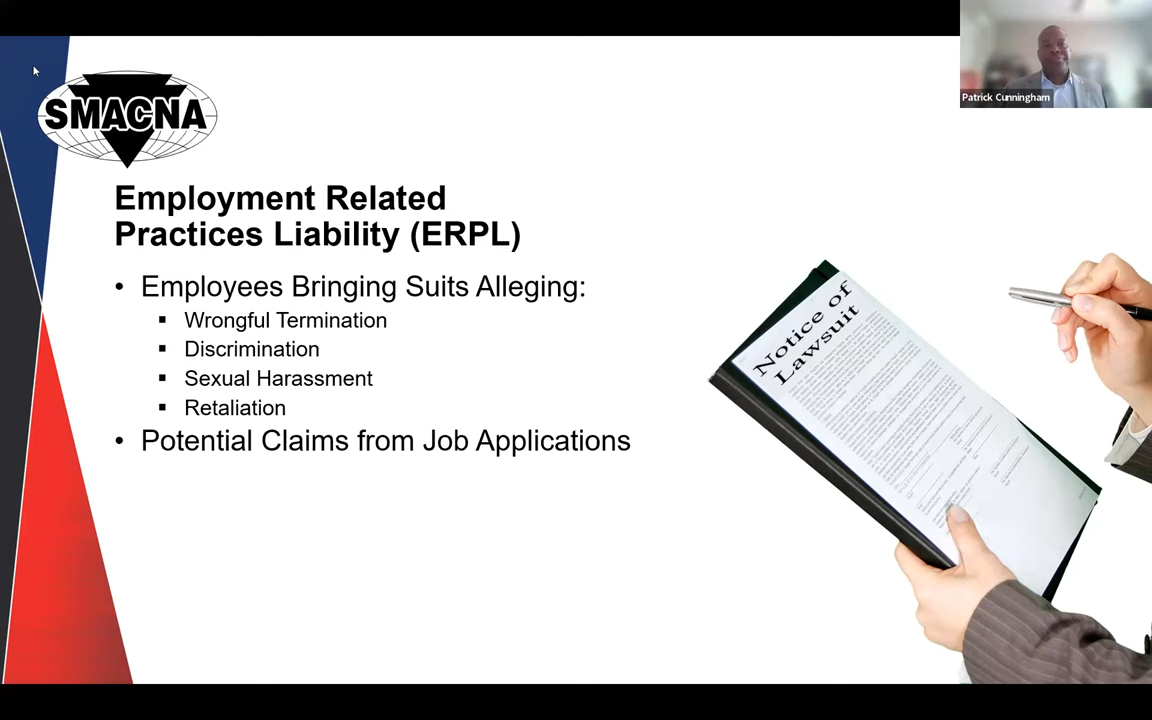 Patrick Cunningham
SMACNA
Employment Related
Practices Liability (ERPL)
• Employees Bringing Suits Alleging:
▪ Wrongful Termination
▪ Discrimination
▪ Sexual Harassment
▪ Retaliation
• Potential Claims from Job Applications
Notice of
Lawsuit